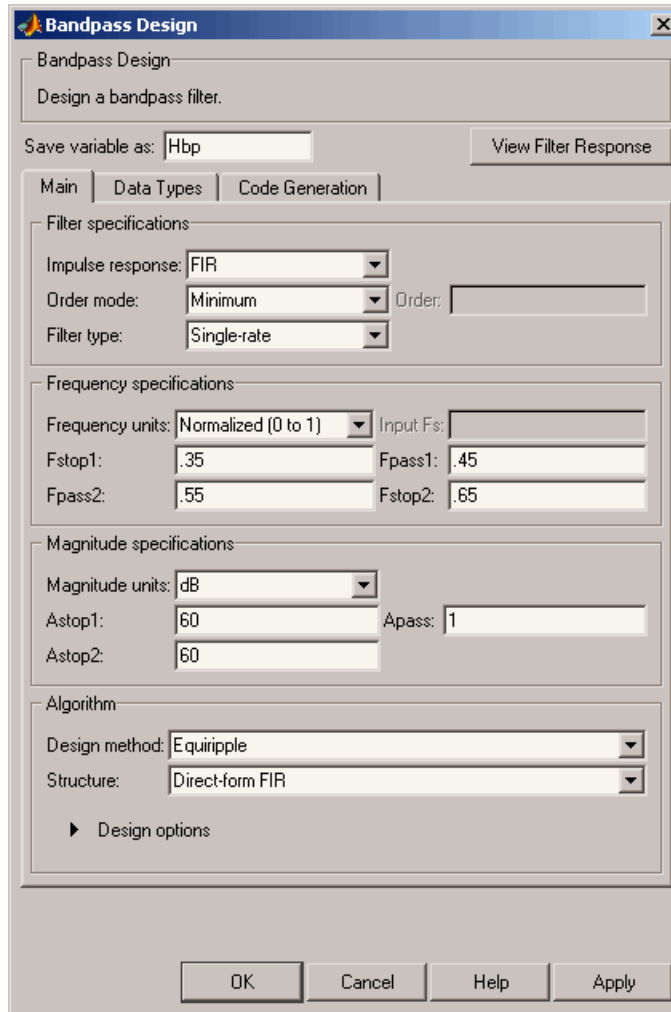 Bandpass Design
Bandpass Design
Design a bandpass filter.
Save variable as: Hbp View Filter Response
Main Data Types Code Generation
Filter specifications
Impulse response: FIR
Order mode: Minimum Order:
Filter type: Single-rate
Frequency specifications
Frequency units: Normalized (0 to 1) Input Fs:
Fstop1: .35 Fpass1: .45
Fpass2: .55 Fstop2: .65
Magnitude specifications
Magnitude units: dB
Astop1: 60 Apass: 1
Astop2: 60
Algorithm
Design method: Equiripple
Structure: Direct-form FIR
Design options
OK Cancel Help Apply